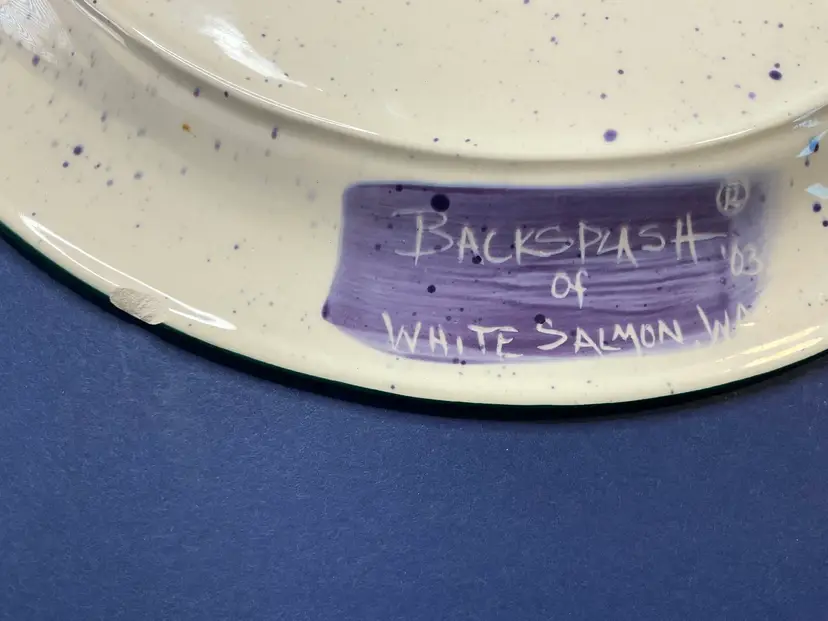 BACKSPLASH ®
'03
of
WHITE SALMON, WA